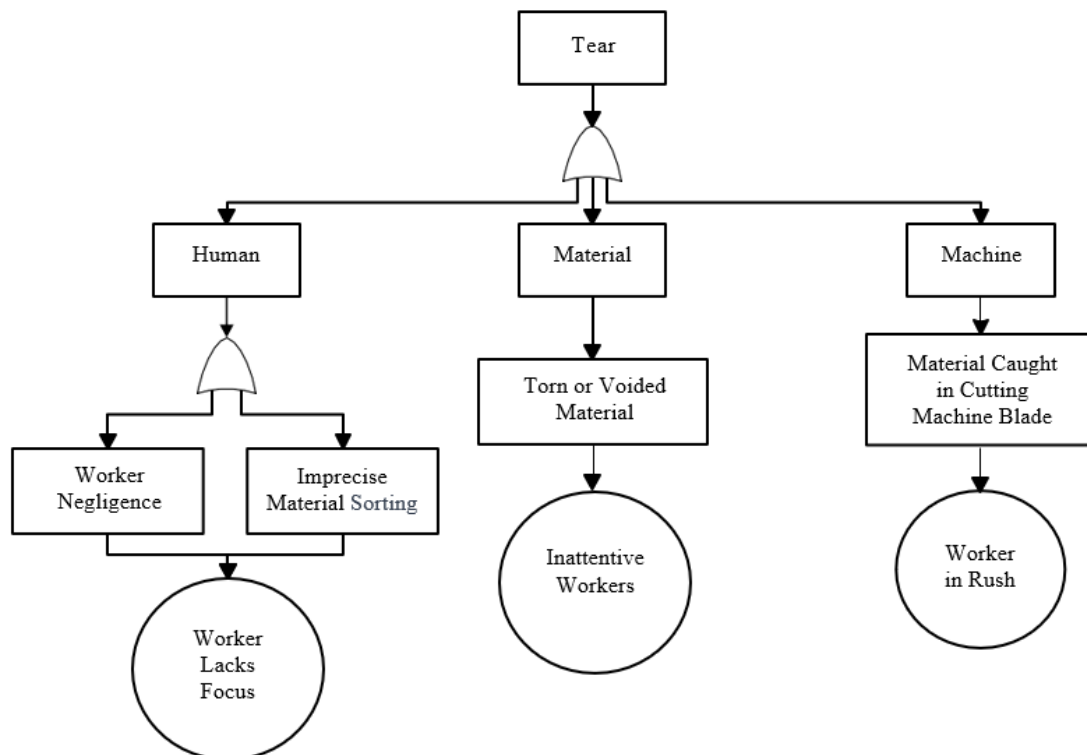 Tear
Human
Material
Machine
Worker
Negligence
Imprecise
Material Sorting
Torn or Voided
Material
Material Caught
in Cutting
Machine Blade
Worker
Lacks
Focus
Inattentive
Workers
Worker
in Rush